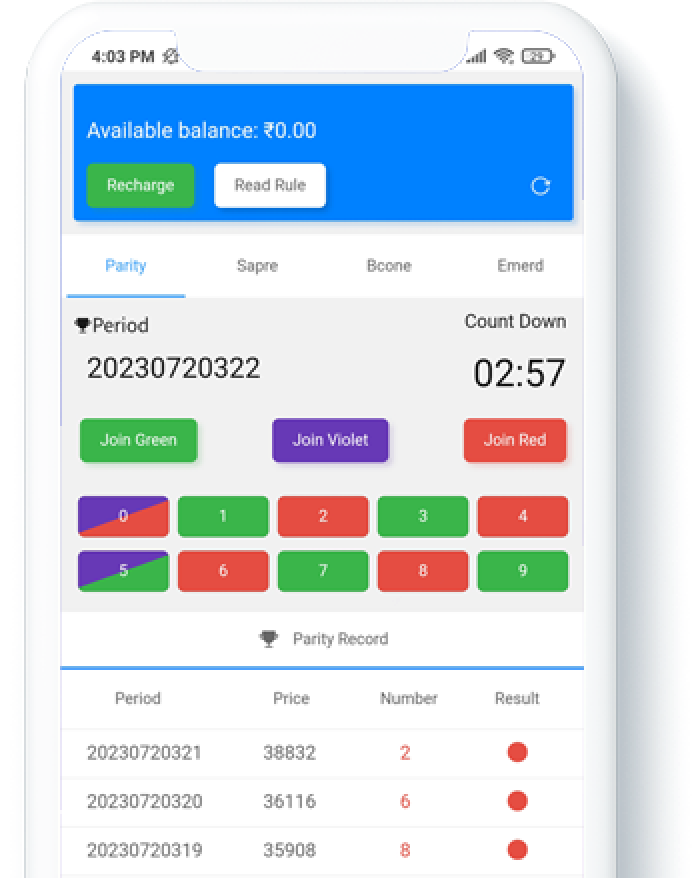 4:03 PM 29
Available balance: ₹0.00
Recharge Read Rule
Parity Sapre Bcone Emerd
Period Count Down
20230720322 02:57
Join Green Join Violet Join Red
0 1 2 3 4
5 6 7 8 9
Parity Record
Period Price Number Result
20230720321 38832 2
20230720320 36116 6
20230720319 35908 8